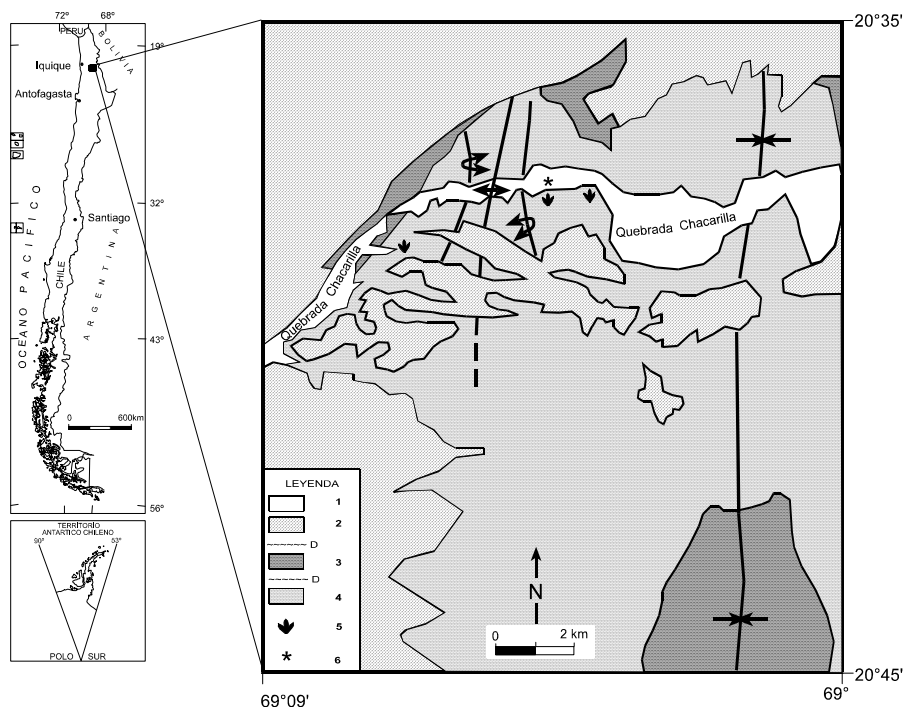 72° 68°
PERU
BOLIVIA
19°
Iquique
Antofagasta
32°
OCEANO PACIFICO
Santiago
CHILE
ARGENTINA
43°
0 600km
56°
TERRITORIO
ANTARTICO CHILENO
90° 53°
POLO SUR
20°35'
Quebrada Chacarilla
Quebrada Chacarilla
LEYENDA
1
2
D
3
D
4
5
* 6
N
0 2 km
20°45'
69°09' 69°